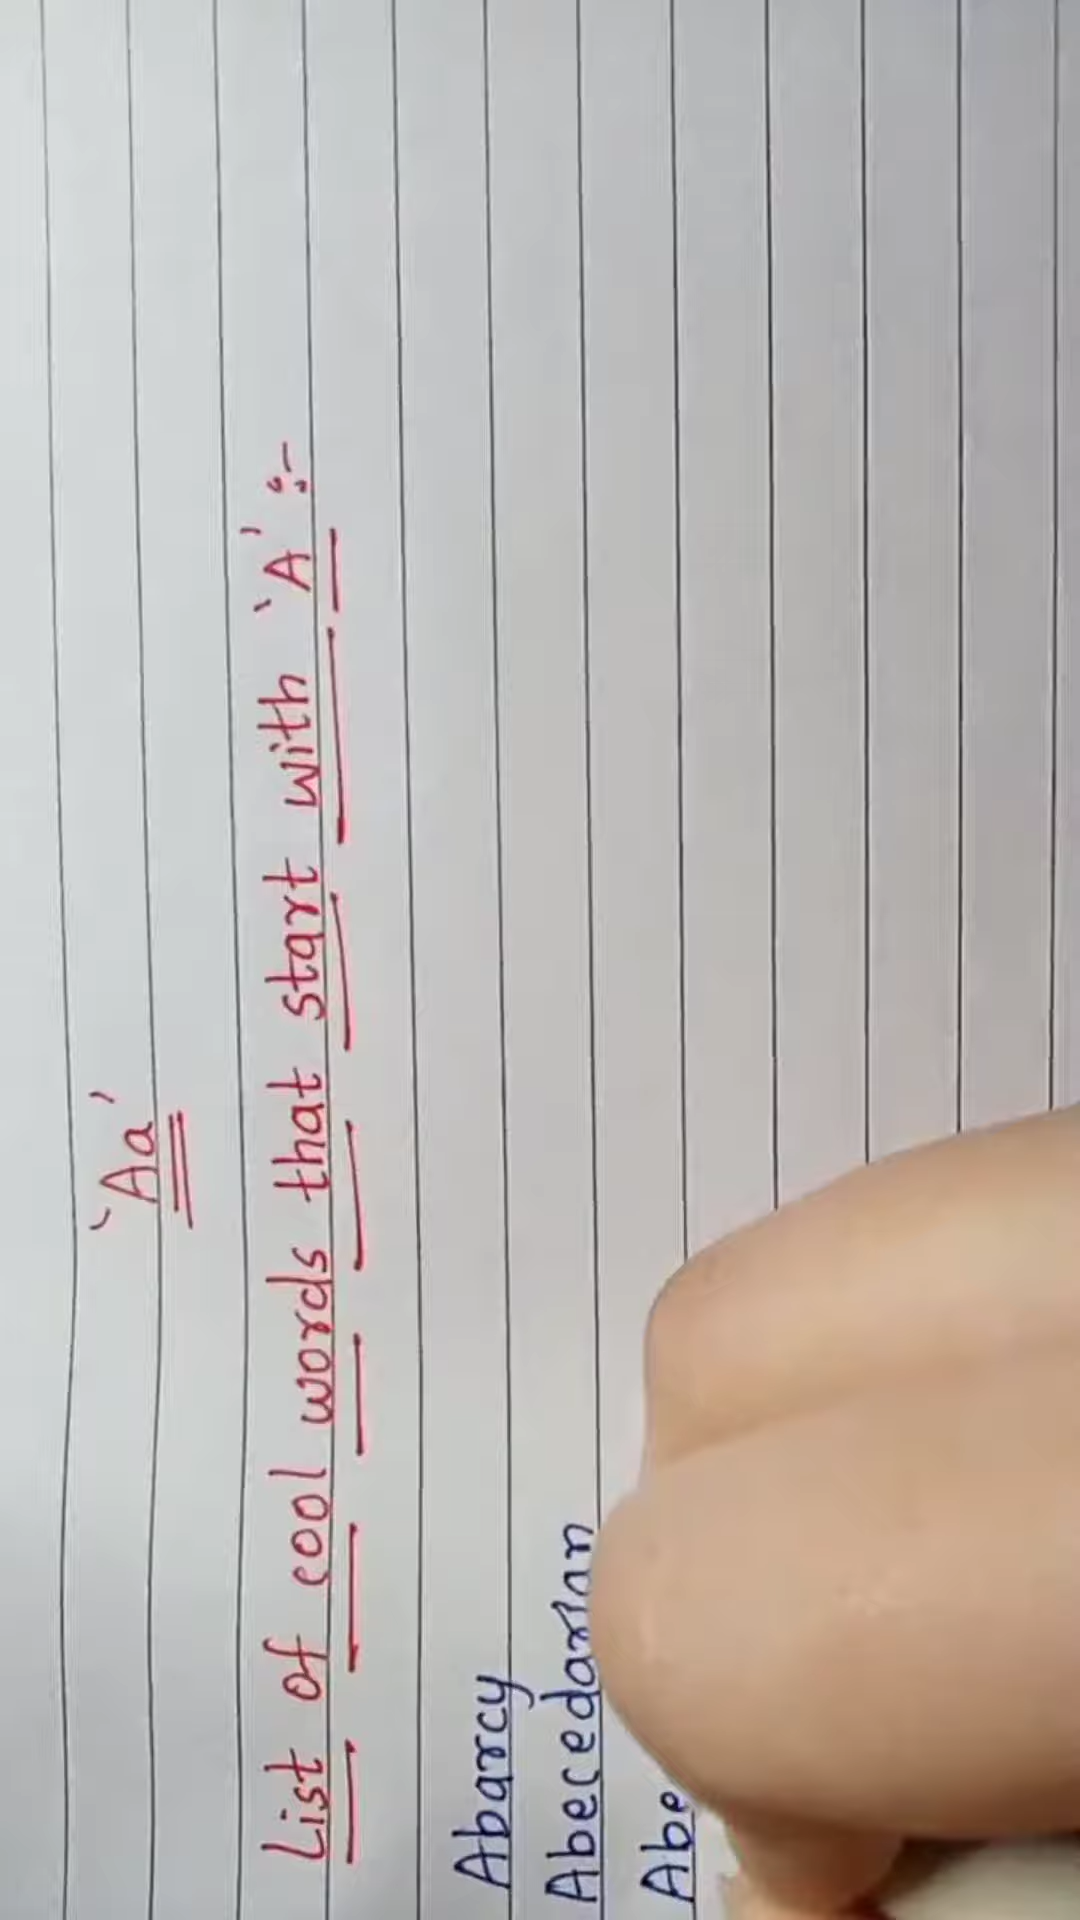 'Aa'
List of cool words that start with 'A' :-
Abarcy
Abecedarian
Abe